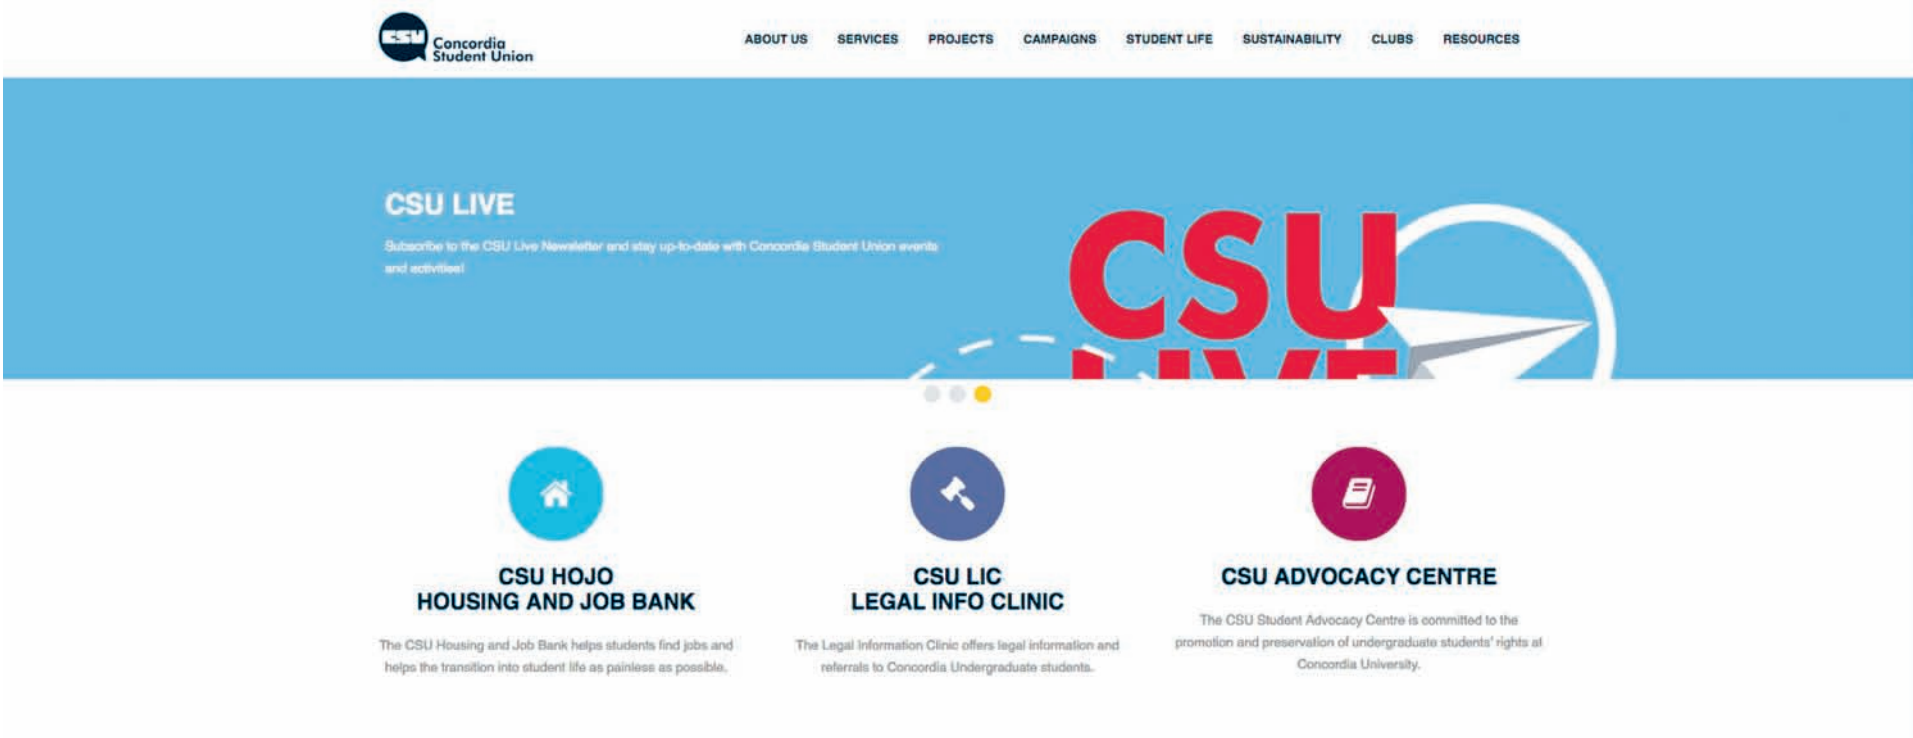 CSU
Concordia
Student Union
ABOUT US SERVICES PROJECTS CAMPAIGNS STUDENT LIFE SUSTAINABILITY CLUBS RESOURCES
CSU LIVE
Subscribe to the CSU Live Newsletter and stay up-to-date with Concordia Student Union events
and activities!
CSU
LIVE
CSU HOJO
HOUSING AND JOB BANK
The CSU Housing and Job Bank helps students find jobs and
helps the transition into student life as painless as possible.
CSU LIC
LEGAL INFO CLINIC
The Legal Information Clinic offers legal information and
referrals to Concordia Undergraduate students.
CSU ADVOCACY CENTRE
The CSU Student Advocacy Centre is committed to the
promotion and preservation of undergraduate students' rights at
Concordia University.